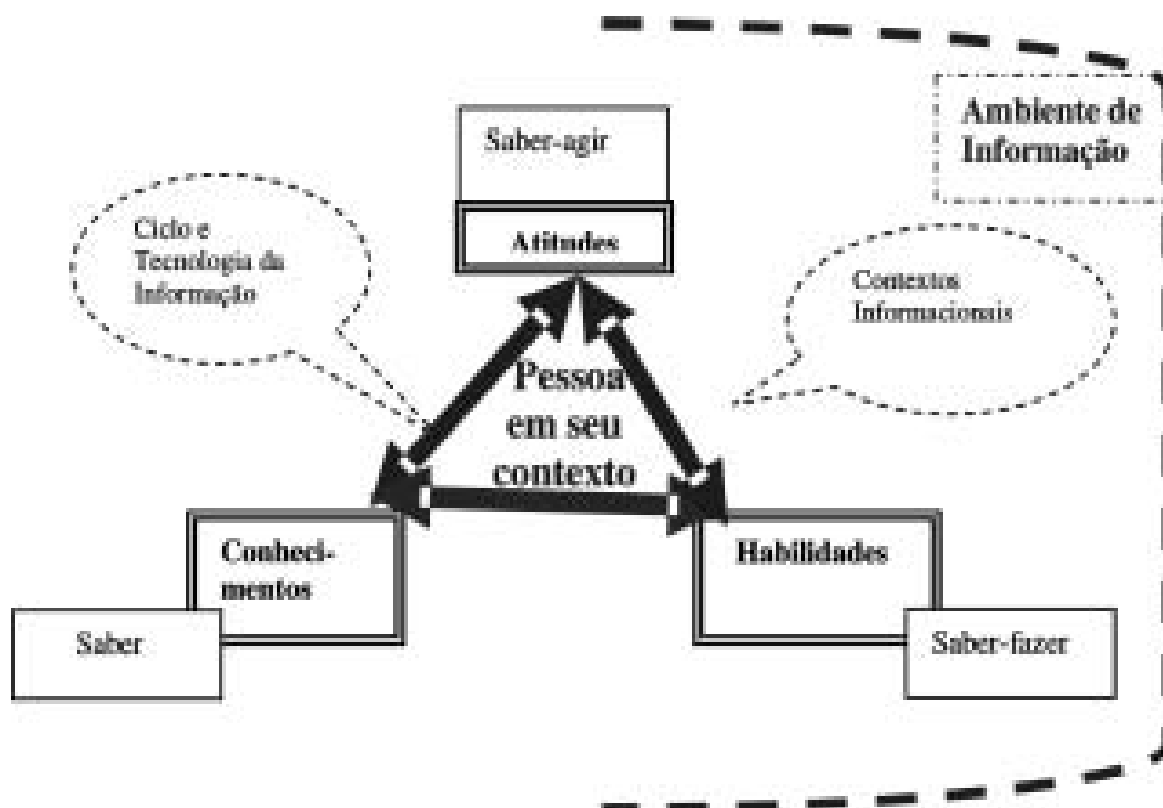 Ambiente de
Informação
Saber-agir
Atitudes
Ciclo e
Tecnologia da
Informação
Contextos
Informacionais
Pessoa
em seu
contexto
Conheci-
mentos
Saber
Habilidades
Saber-fazer